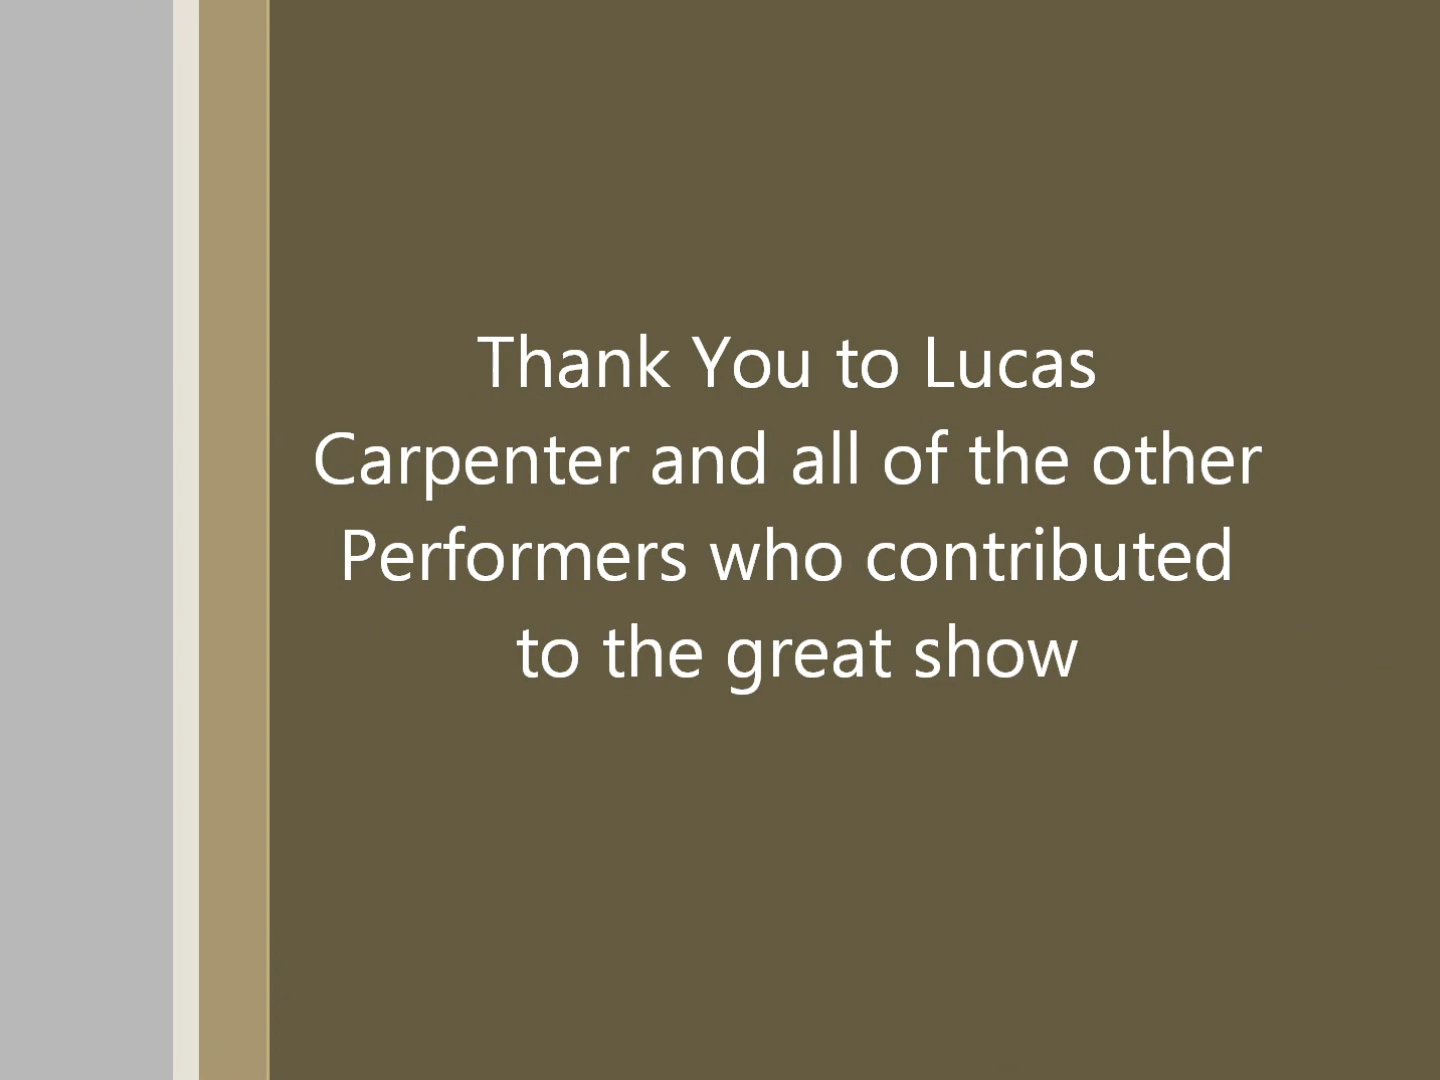 Thank You to Lucas
Carpenter and all of the other
Performers who contributed
to the great show